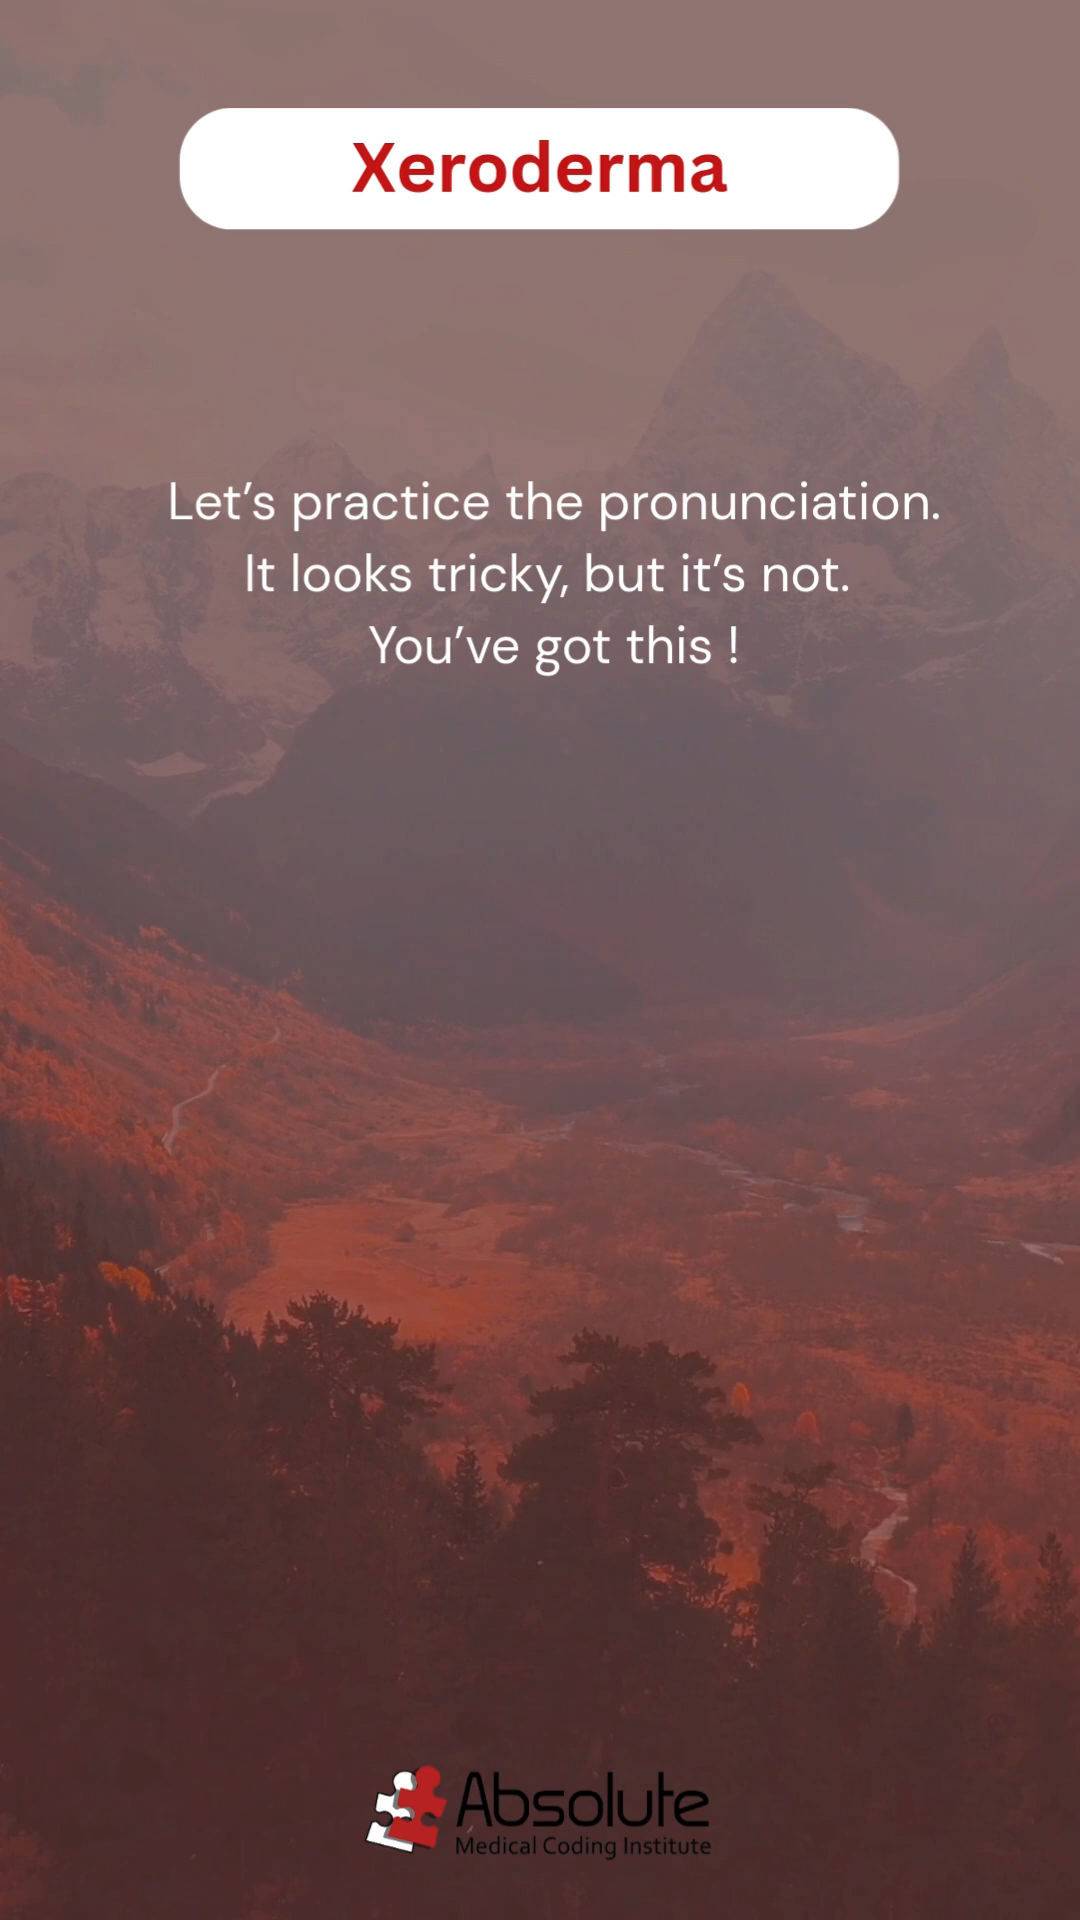 Xeroderma
Let’s practice the pronunciation.
It looks tricky, but it’s not.
You’ve got this !
Absolute
Medical Coding Institute